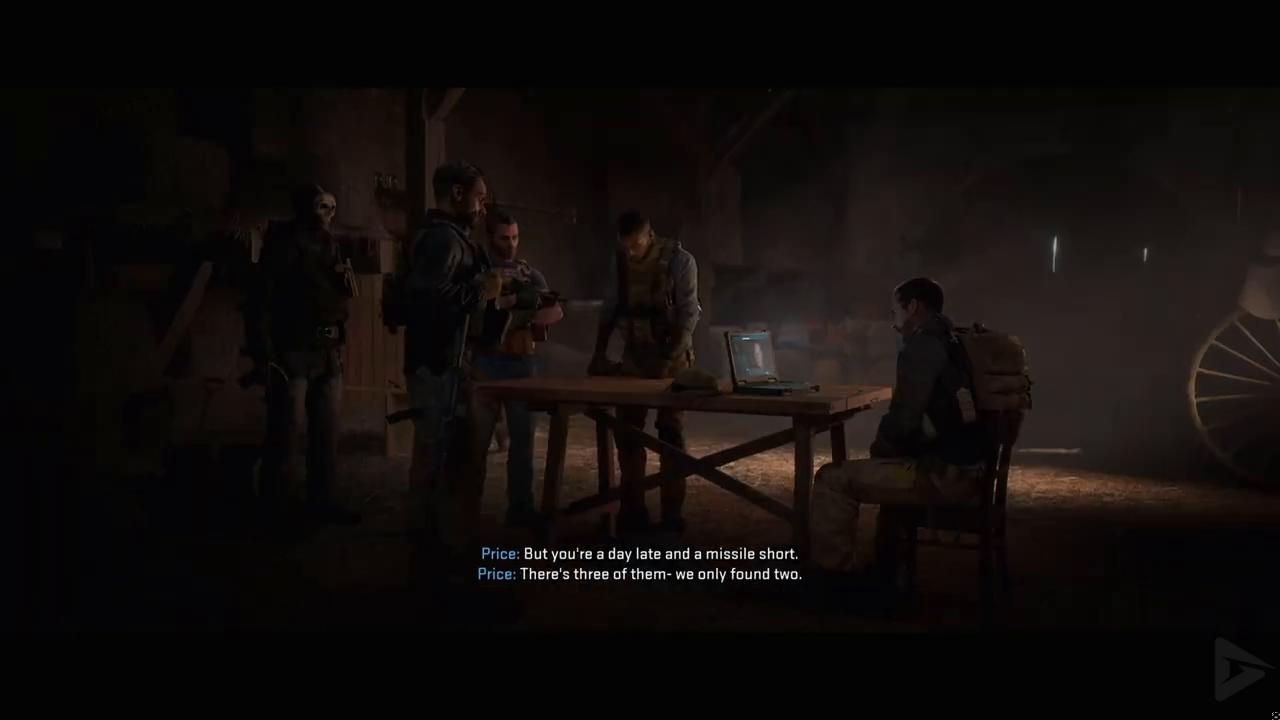 Price: But you're a day late and a missile short.
Price: There's three of them- we only found two.